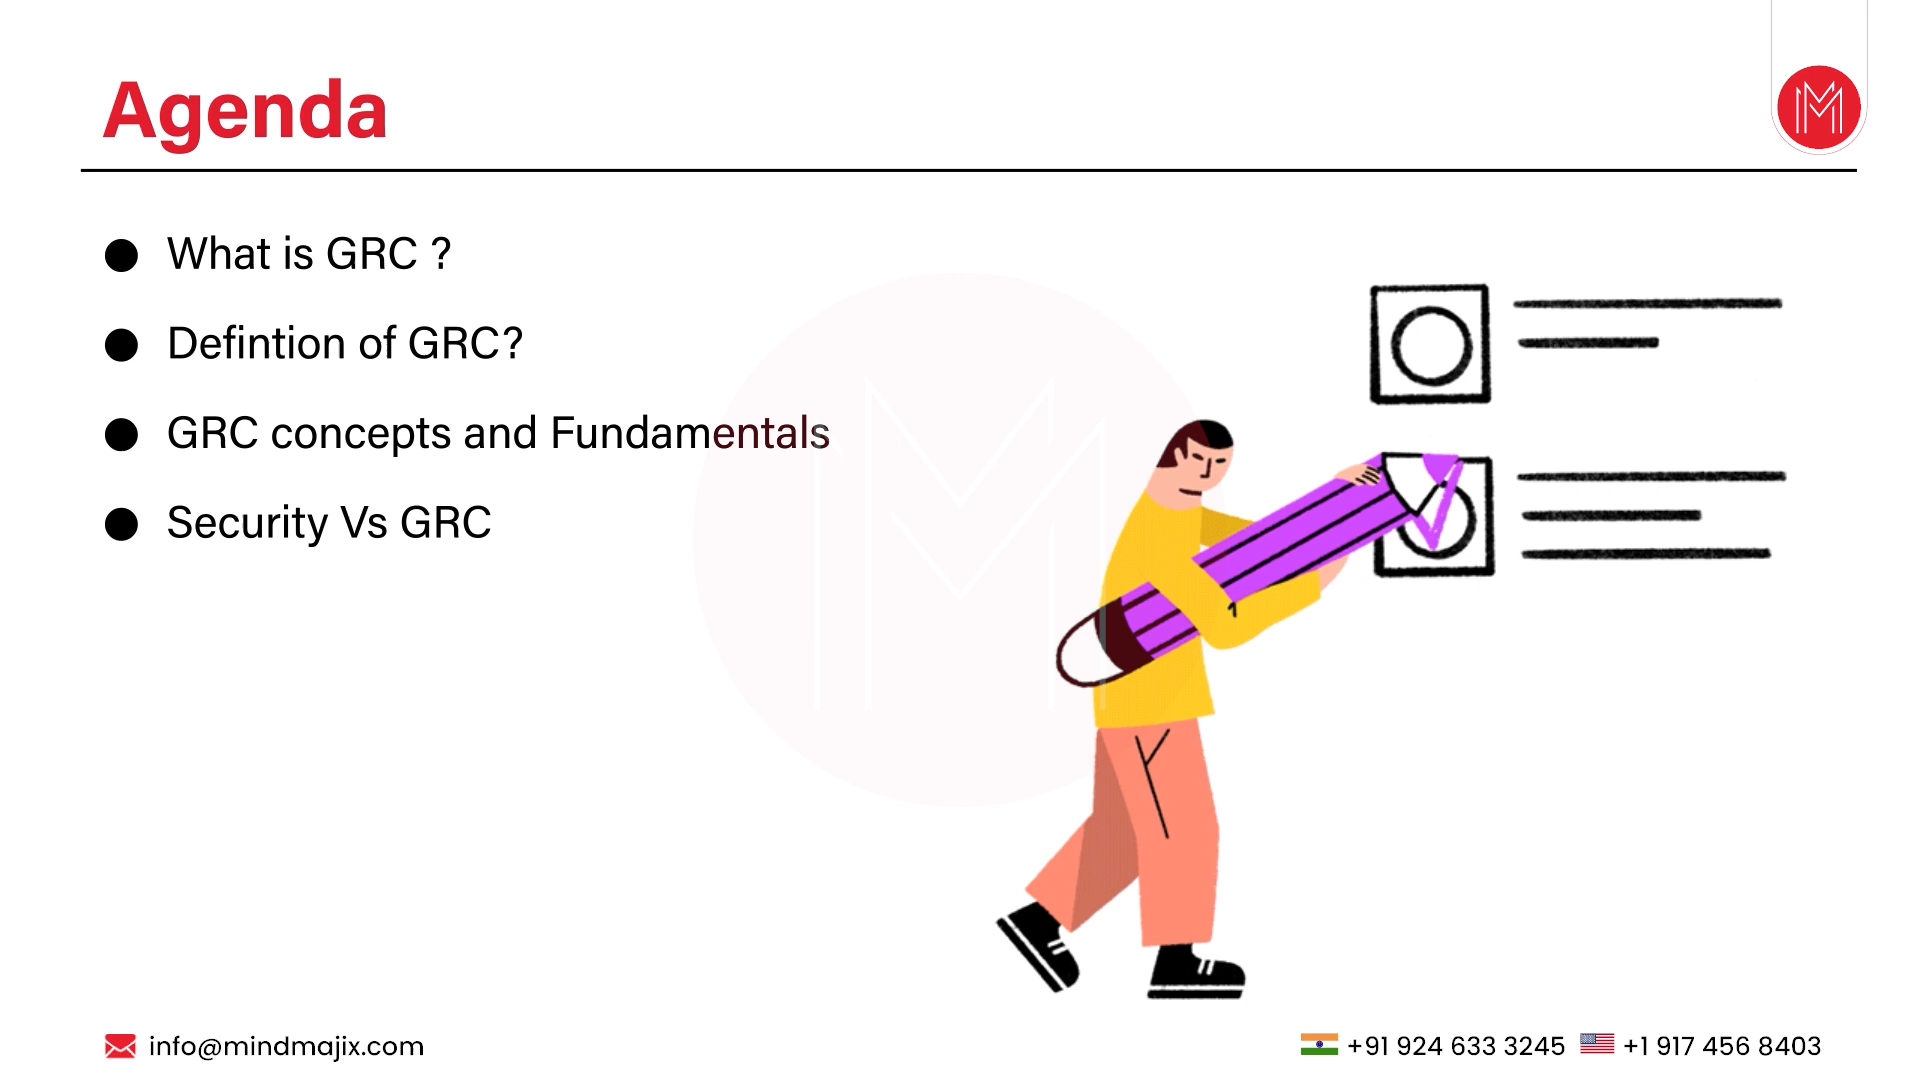 Agenda
● What is GRC ?
● Defintion of GRC?
● GRC concepts and Fundamentals
● Security Vs GRC
info@mindmajix.com
+91 924 633 3245 +1 917 456 8403